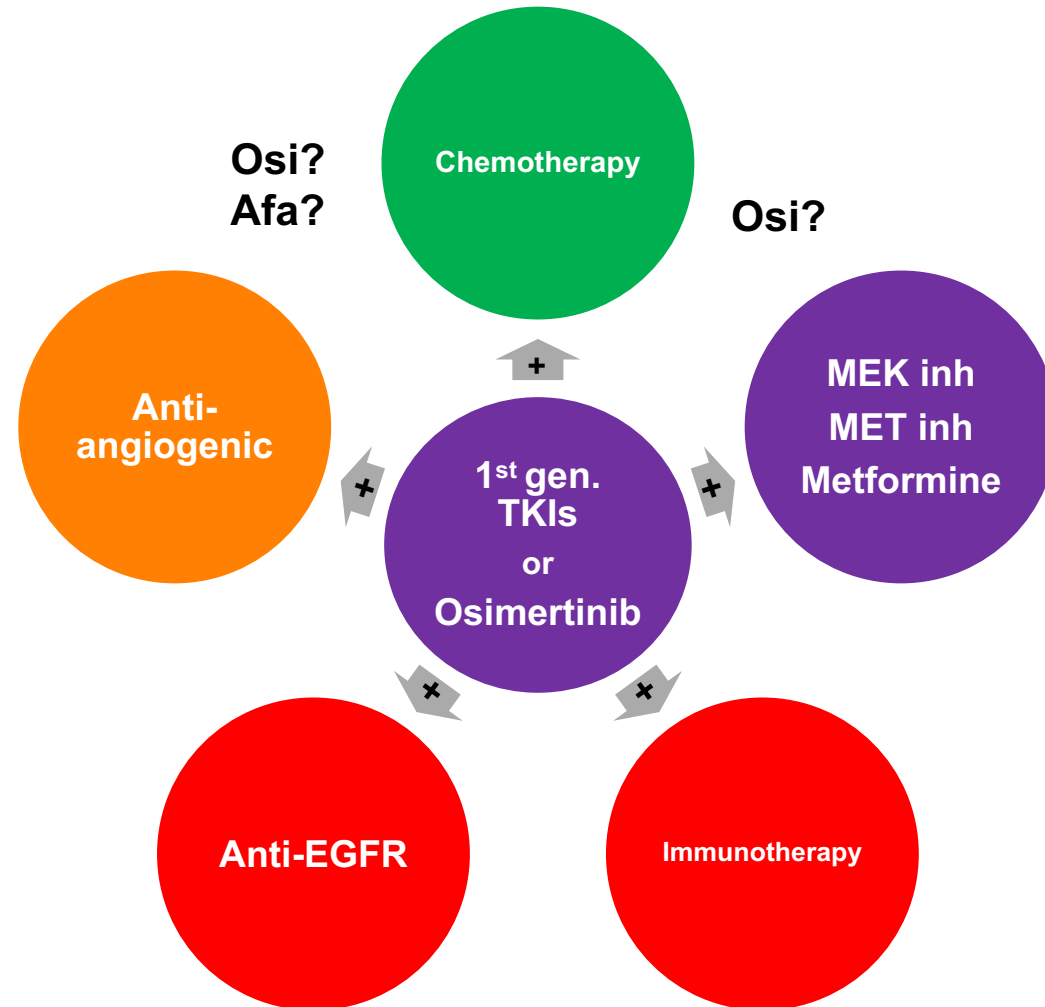 Chemotherapy
Osi?
Afa?
Osi?
Anti-
angiogenic
MEK inh
MET inh
Metformine
1st gen.
TKIs
or
Osimertinib
+
+
+
+
+
Anti-EGFR
Immunotherapy